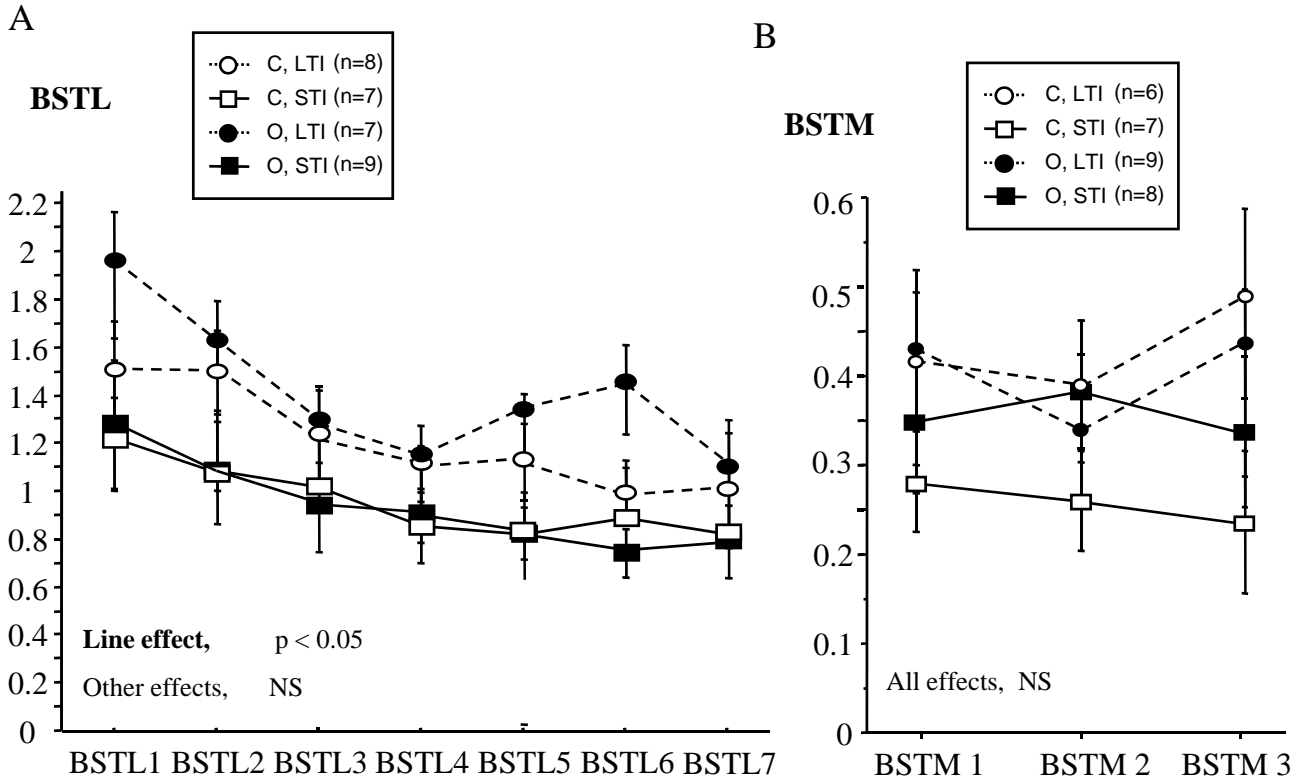 A
BSTL
C, LTI (n=8)
C, STI (n=7)
O, LTI (n=7)
O, STI (n=9)
2.2
2
1.8
1.6
1.4
1.2
1
0.8
0.6
0.4
0.2
0
Line effect, p < 0.05
Other effects, NS
BSTL1 BSTL2 BSTL3 BSTL4 BSTL5 BSTL6 BSTL7
B
BSTM
C, LTI (n=6)
C, STI (n=7)
O, LTI (n=9)
O, STI (n=8)
0.6
0.5
0.4
0.3
0.2
0.1
0
All effects, NS
BSTM 1 BSTM 2 BSTM 3